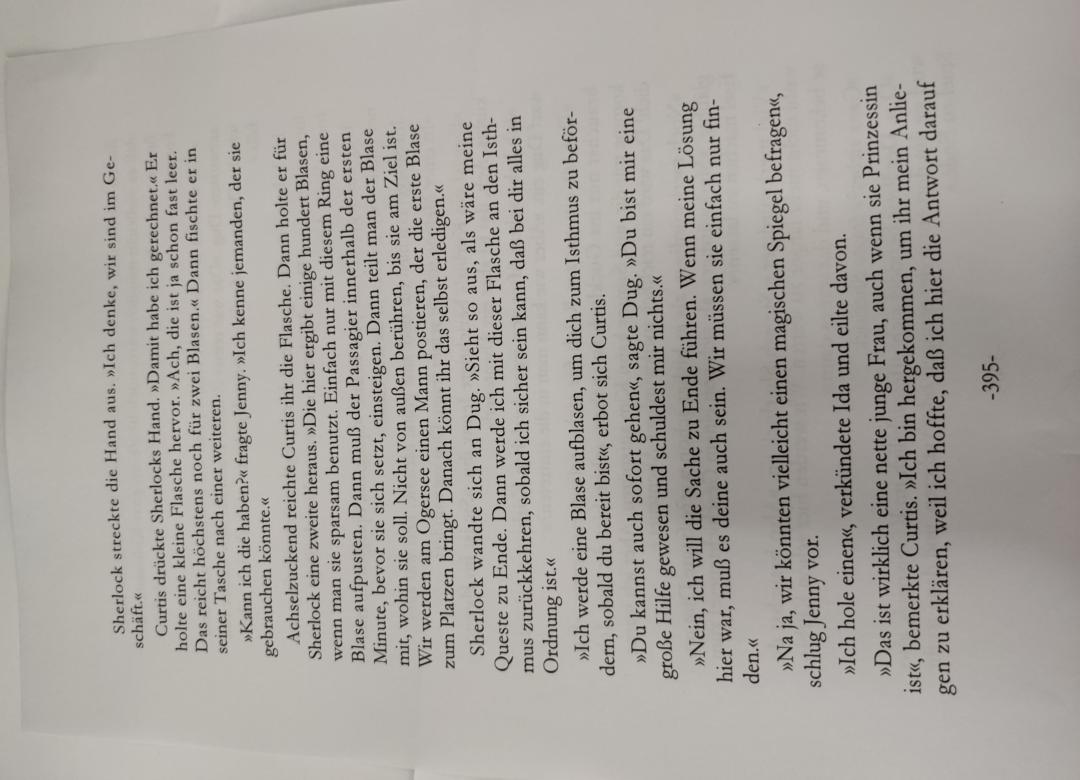 Sherlock streckte die Hand aus. »Ich denke, wir sind im Ge-
schäft.«
Curtis drückte Sherlocks Hand. »Damit habe ich gerechnet.« Er
holte eine kleine Flasche hervor. »Ach, die ist ja schon fast leer.
Das reicht höchstens noch für zwei Blasen.« Dann fischte er in
seiner Tasche nach einer weiteren.
»Kann ich die haben?« fragte Jenny. »Ich kenne jemanden, der sie
gebrauchen könnte.«
Achselzuckend reichte Curtis ihr die Flasche. Dann holte er für
Sherlock eine zweite heraus. »Die hier ergibt einige hundert Blasen,
wenn man sie sparsam benutzt. Einfach nur mit diesem Ring eine
Blase aufpusten. Dann muß der Passagier innerhalb der ersten
Minute, bevor sie sich setzt, einsteigen. Dann teilt man der Blase
mit, wohin sie soll. Nicht von außen berühren, bis sie am Ziel ist.
Wir werden am Ogersee einen Mann postieren, der die erste Blase
zum Platzen bringt. Danach könnt ihr das selbst erledigen.«
Sherlock wandte sich an Dug. »Sieht so aus, als wäre meine
Queste zu Ende. Dann werde ich mit dieser Flasche an den Isth-
mus zurückkehren, sobald ich sicher sein kann, daß bei dir alles in
Ordnung ist.«
»Ich werde eine Blase aufblasen, um dich zum Isthmus zu beför-
dern, sobald du bereit bist«, erbot sich Curtis.
»Du kannst auch sofort gehen«, sagte Dug. »Du bist mir eine
große Hilfe gewesen und schuldest mir nichts.«
»Nein, ich will die Sache zu Ende führen. Wenn meine Lösung
hier war, muß es deine auch sein. Wir müssen sie einfach nur fin-
den.«
»Na ja, wir könnten vielleicht einen magischen Spiegel befragen«,
schlug Jenny vor.
»Ich hole einen«, verkündete Ida und eilte davon.
»Das ist wirklich eine nette junge Frau, auch wenn sie Prinzessin
ist«, bemerkte Curtis. »Ich bin hergekommen, um ihr mein Anlie-
gen zu erklären, weil ich hoffte, daß ich hier die Antwort darauf
-395-